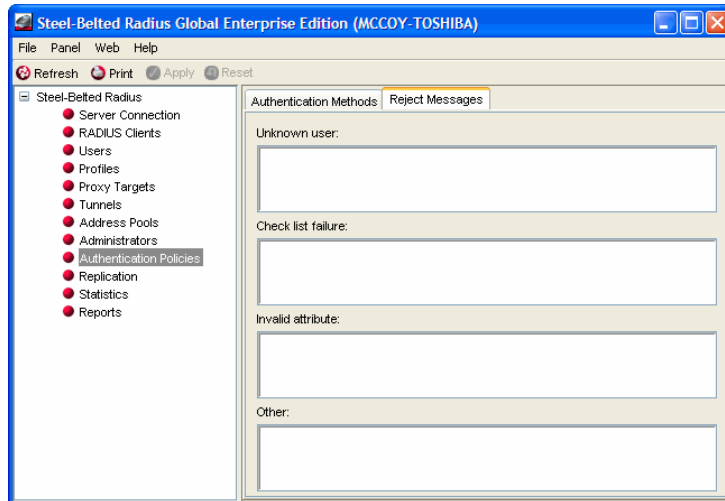 Steel-Belted Radius Global Enterprise Edition (MCCOY-TOSHIBA)
File Panel Web Help
Refresh Print Apply Reset
Steel-Belted Radius
Server Connection
RADIUS Clients
Users
Profiles
Proxy Targets
Tunnels
Address Pools
Administrators
Authentication Policies
Replication
Statistics
Reports
Authentication Methods Reject Messages
Unknown user:
Check list failure:
Invalid attribute:
Other: